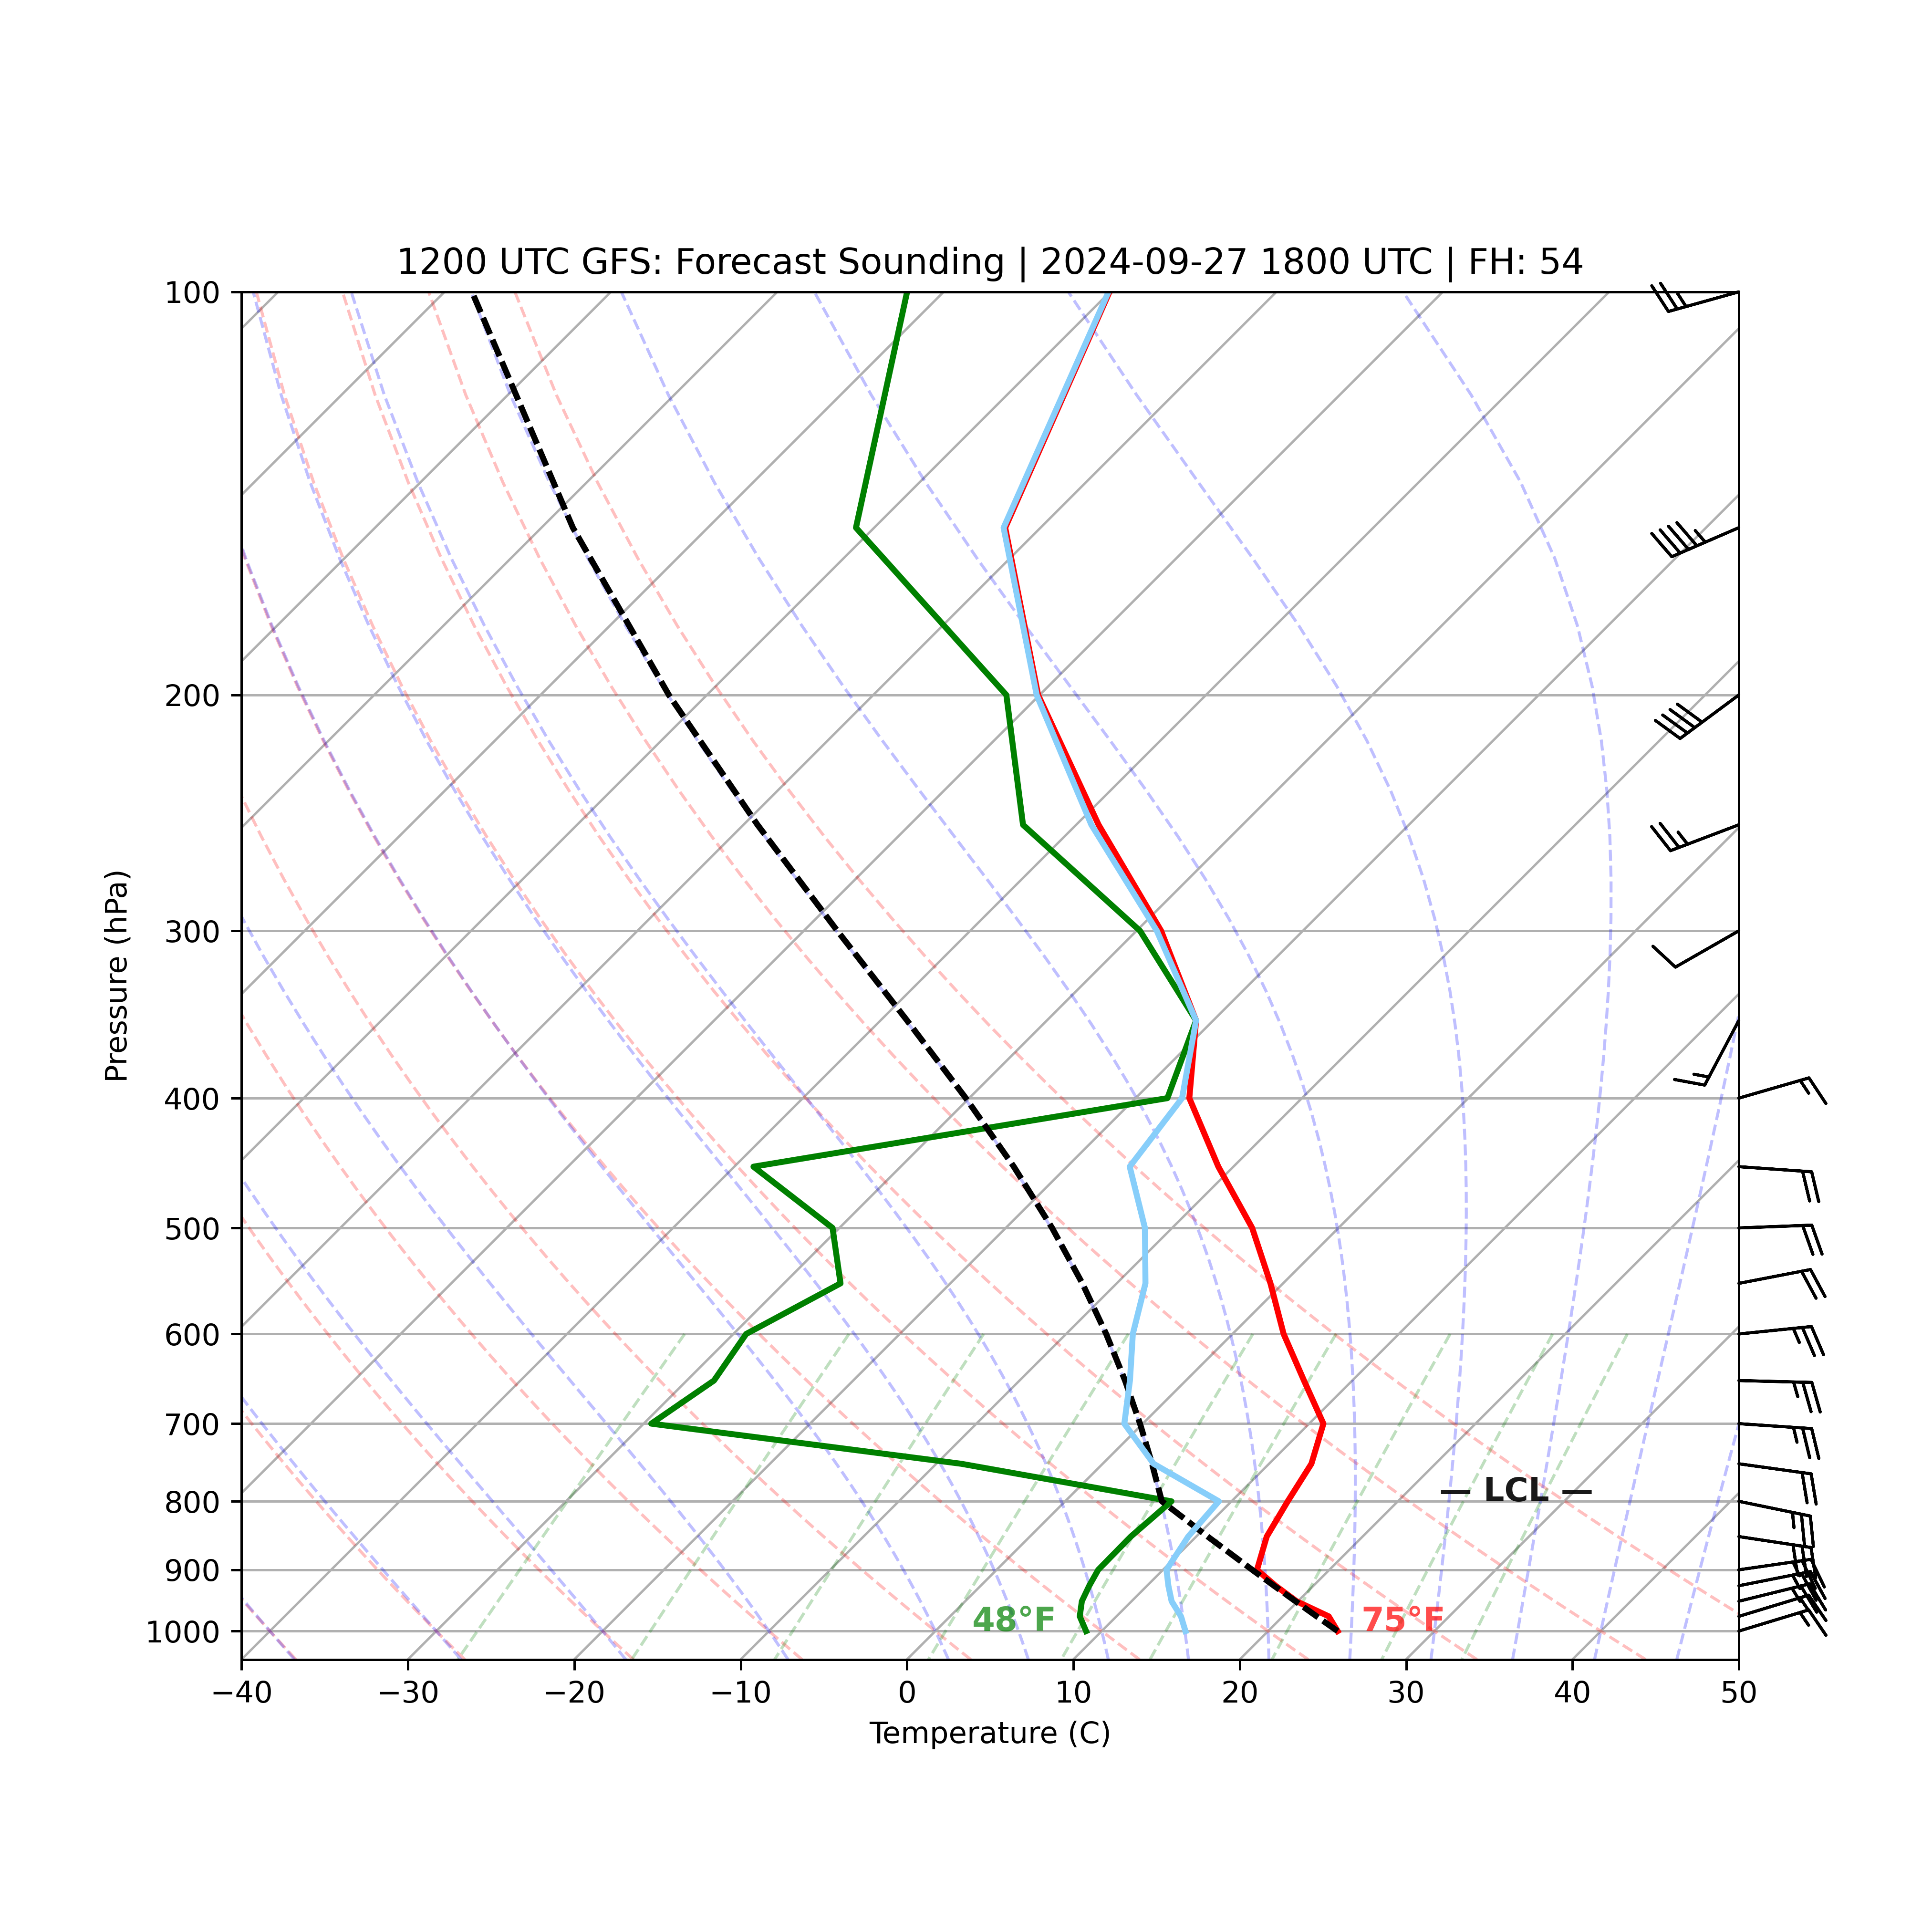 1200 UTC GFS: Forecast Sounding | 2024-09-27 1800 UTC | FH: 54
100
200
300
400
500
600
700
800
900
1000
Pressure (hPa)
— LCL —
48°F
75°F
−40 −30 −20 −10 0 10 20 30 40 50
Temperature (C)